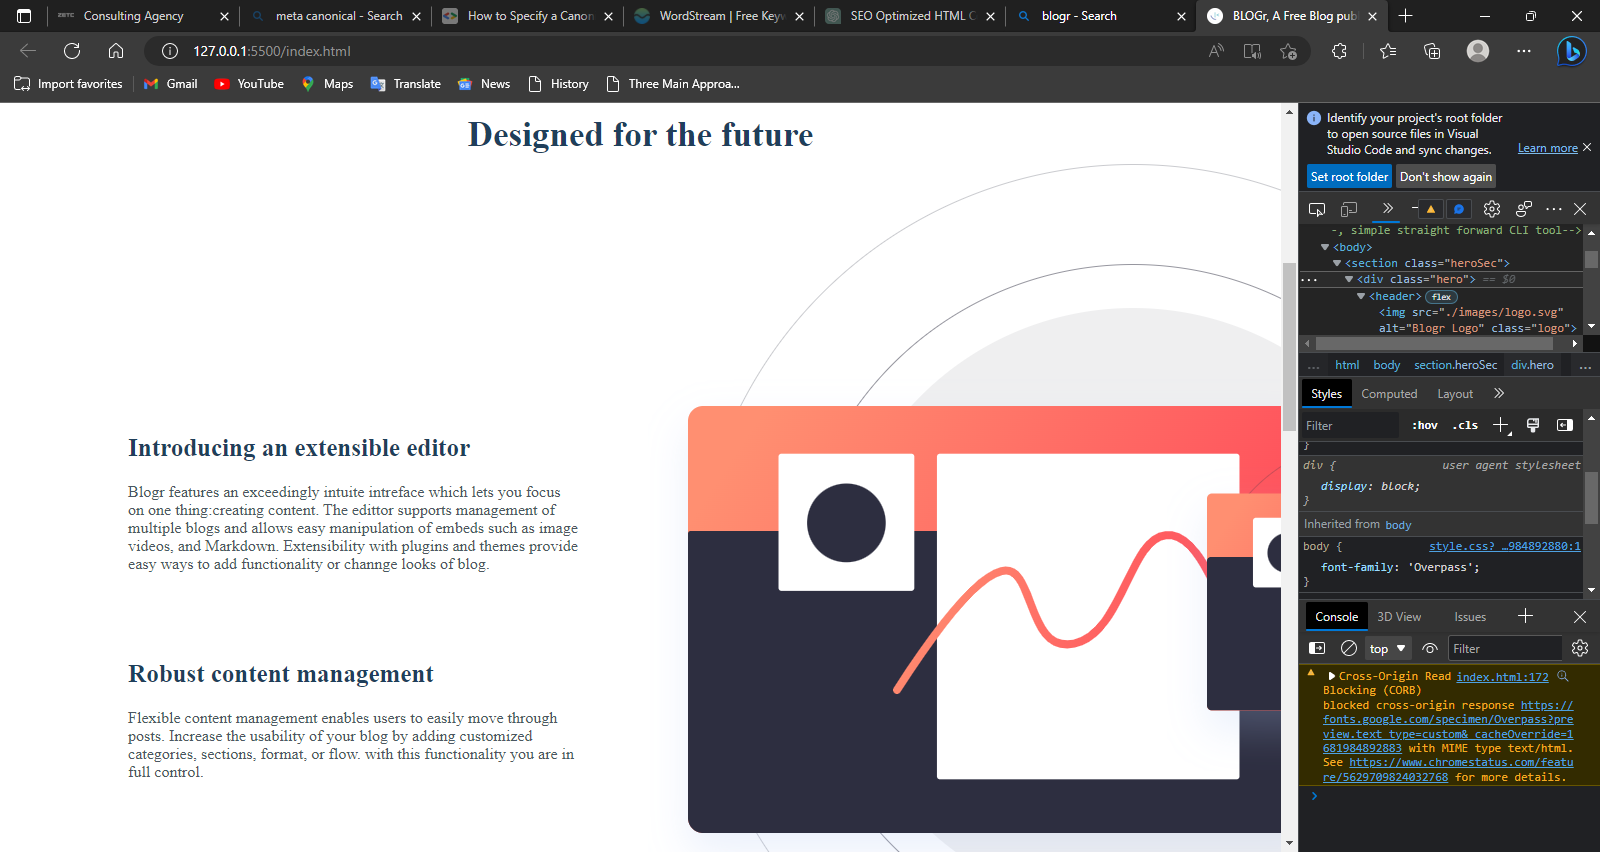 Consulting Agency
meta canonical - Search
How to Specify a Canon
WordStream | Free Keyw
SEO Optimized HTML C
blogr - Search
BLOGr, A Free Blog publ
127.0.0.1:5500/index.html
Import favorites
Gmail
YouTube
Maps
Translate
News
History
Three Main Approa...
Designed for the future
Introducing an extensible editor
Blogr features an exceedingly intuite intreface which lets you focus
on one thing:creating content. The edittor supports management of
multiple blogs and allows easy manipulation of embeds such as image
videos, and Markdown. Extensibility with plugins and themes provide
easy ways to add functionality or channge looks of blog.
Robust content management
Flexible content management enables users to easily move through
posts. Increase the usability of your blog by adding customized
categories, sections, format, or flow. with this functionality you are in
full control.
Identify your project's root folder
to open source files in Visual
Studio Code and sync changes.
Learn more
Set root folder
Don't show again
-, simple straight forward CLI tool-->
<body>
<section class="heroSec">
<div class="hero"> == $0
<header> flex
<img src="./images/logo.svg"
alt="Blogr Logo" class="logo">
... html body section.heroSec div.hero ...
Styles Computed Layout
Filter :hov .cls
}
div { user agent stylesheet
display: block;
}
Inherited from body
body { style.css? …984892880:1
font-family: 'Overpass';
}
Console 3D View Issues
top Filter
Cross-Origin Read index.html:172
Blocking (CORB)
blocked cross-origin response https://
fonts.google.com/specimen/Overpass?pre
view.text_type=custom&_cacheOverride=1
681984892883 with MIME type text/html.
See https://www.chromestatus.com/featu
re/5629709824032768 for more details.